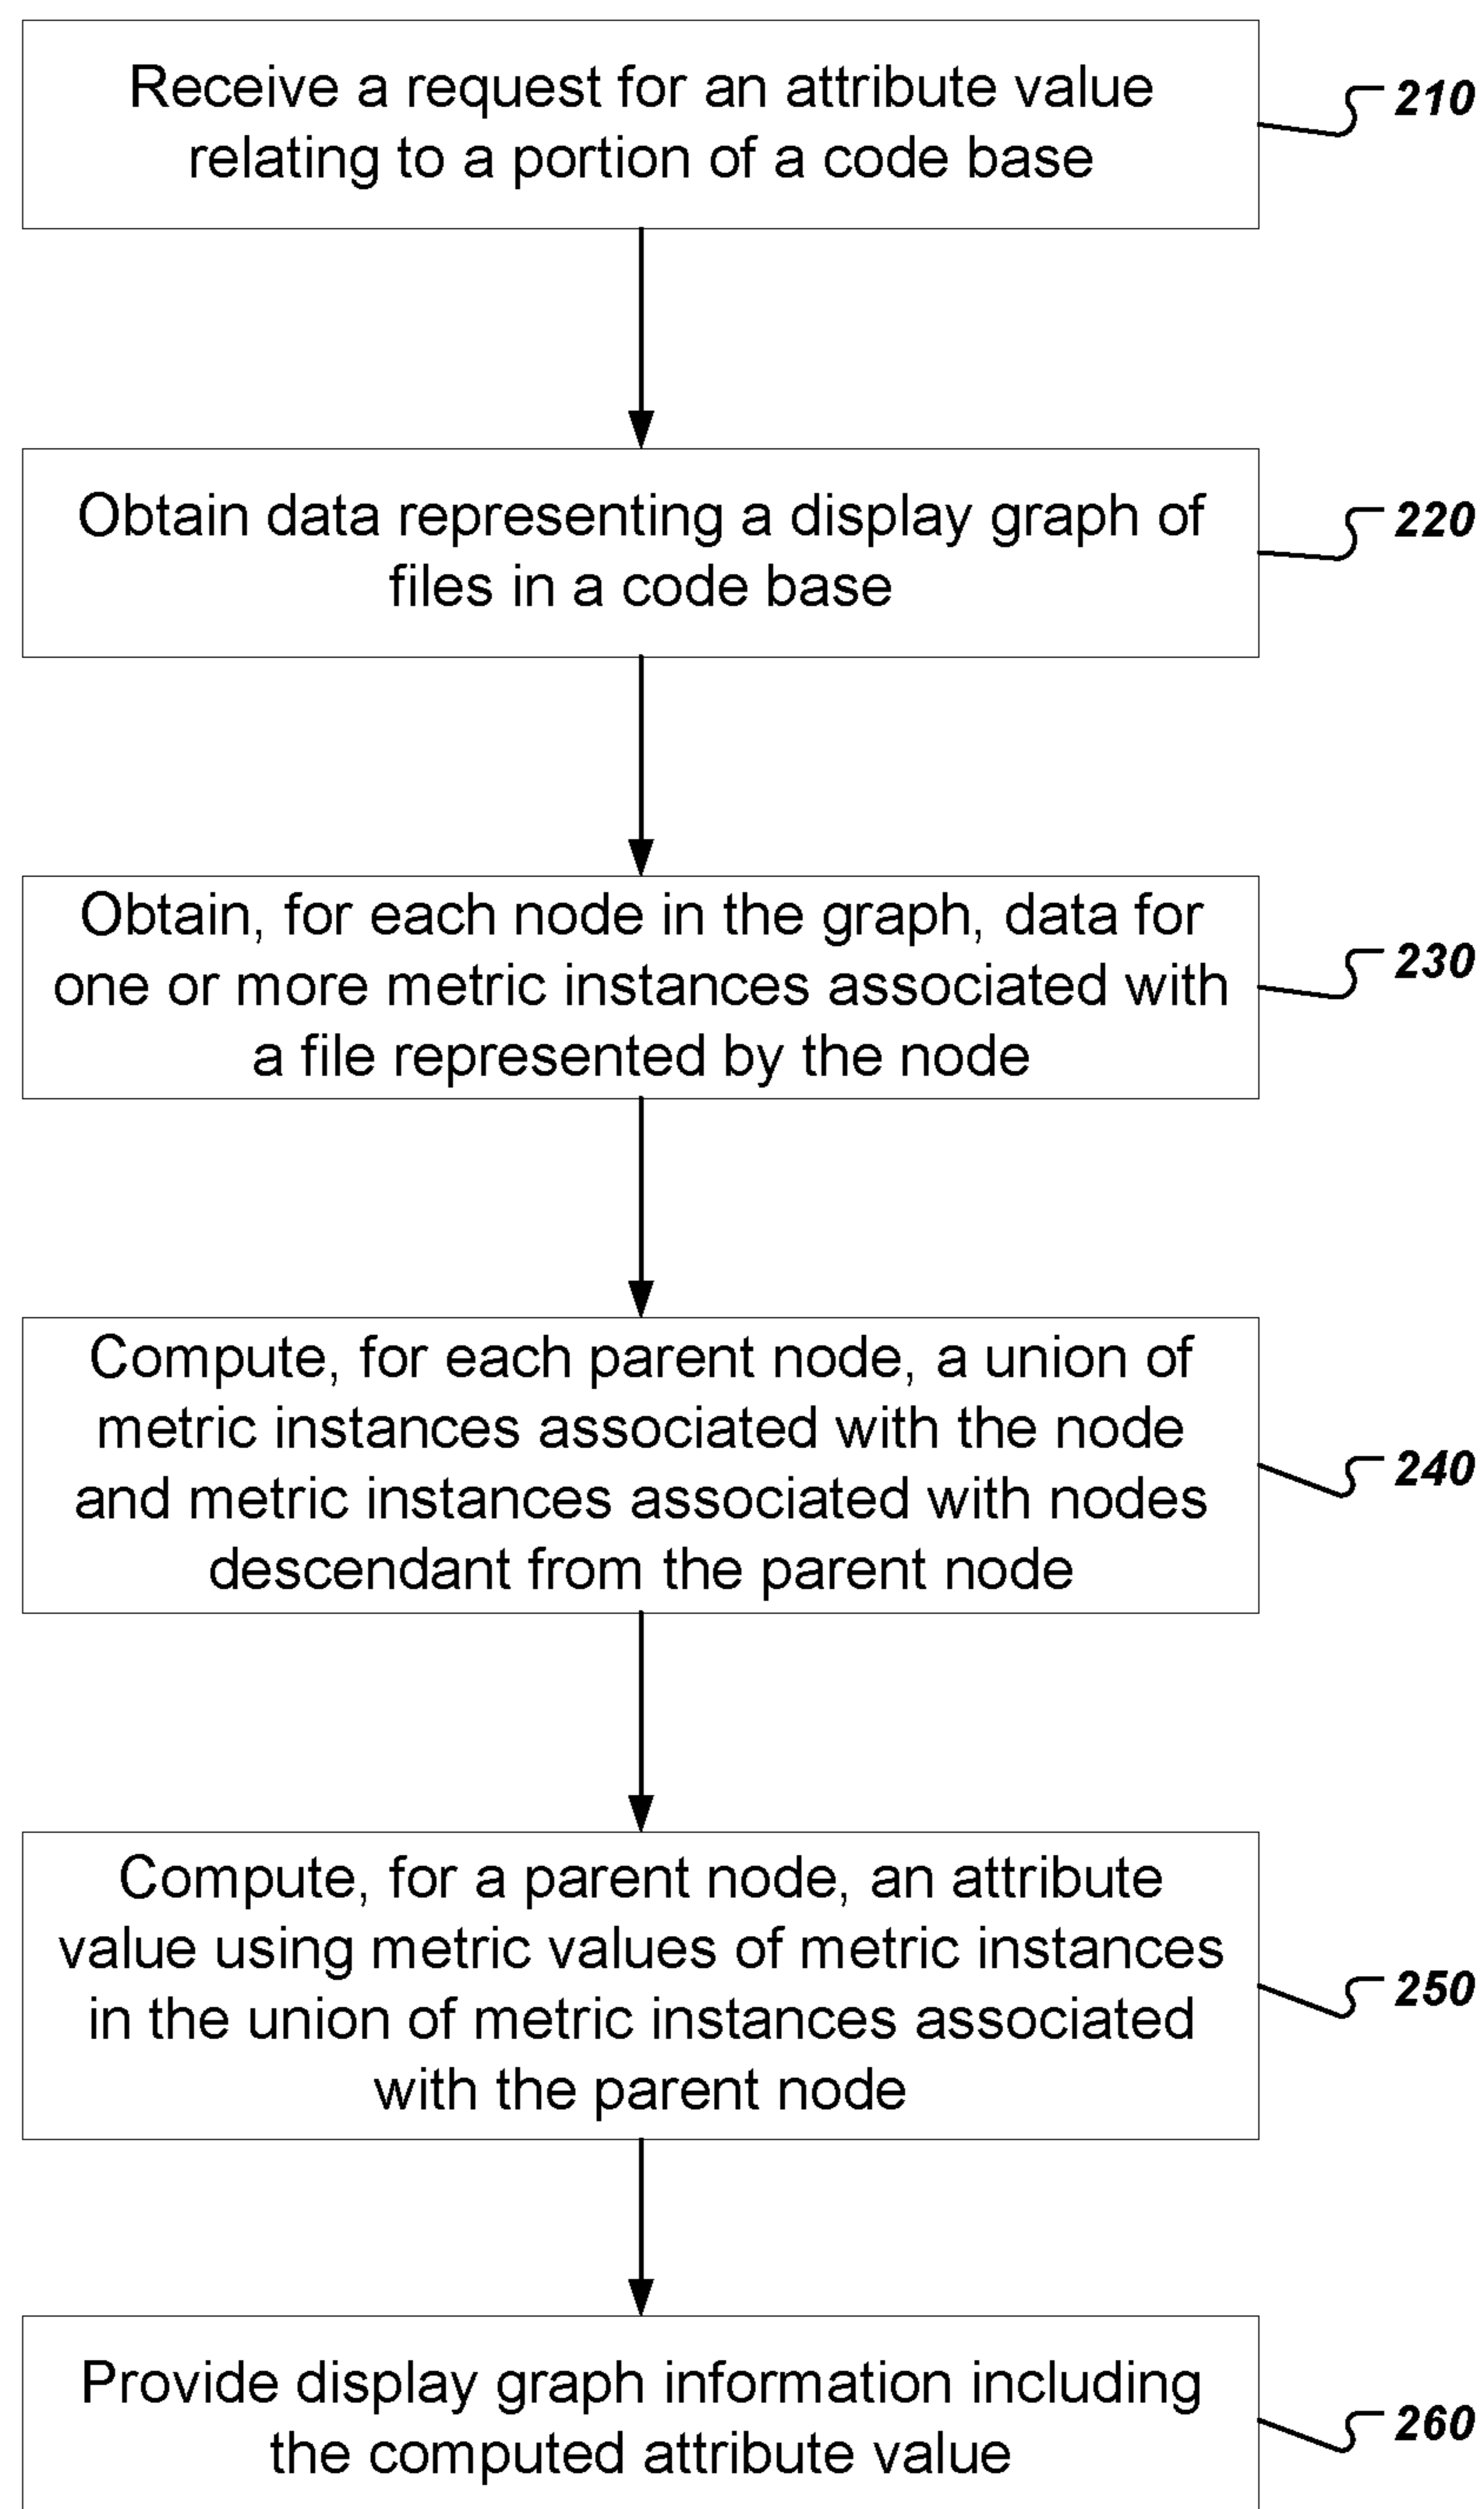 Receive a request for an attribute value
relating to a portion of a code base
210
Obtain data representing a display graph of
files in a code base
220
Obtain, for each node in the graph, data for
one or more metric instances associated with
a file represented by the node
230
Compute, for each parent node, a union of
metric instances associated with the node
and metric instances associated with nodes
descendant from the parent node
240
Compute, for a parent node, an attribute
value using metric values of metric instances
in the union of metric instances associated
with the parent node
250
Provide display graph information including
the computed attribute value
260